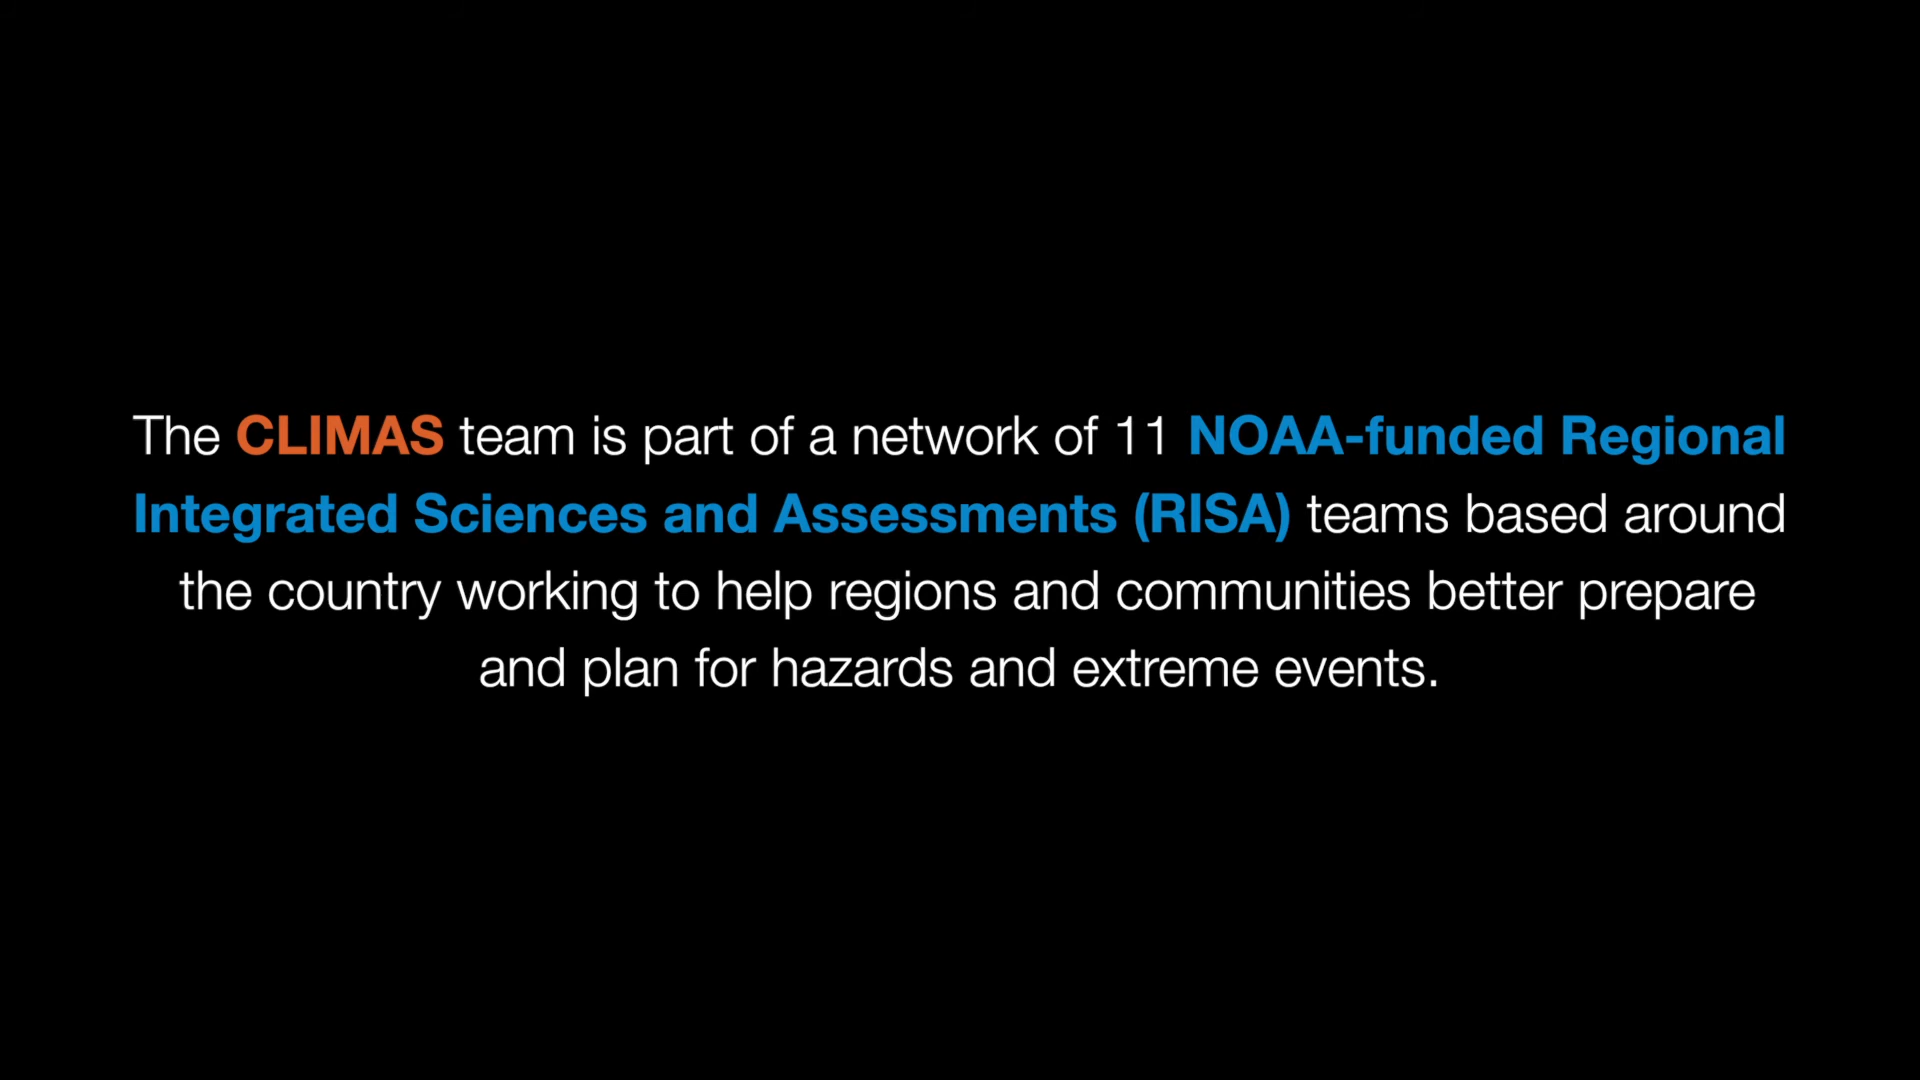 The CLIMAS team is part of a network of 11 NOAA-funded Regional
Integrated Sciences and Assessments (RISA) teams based around
the country working to help regions and communities better prepare
and plan for hazards and extreme events.